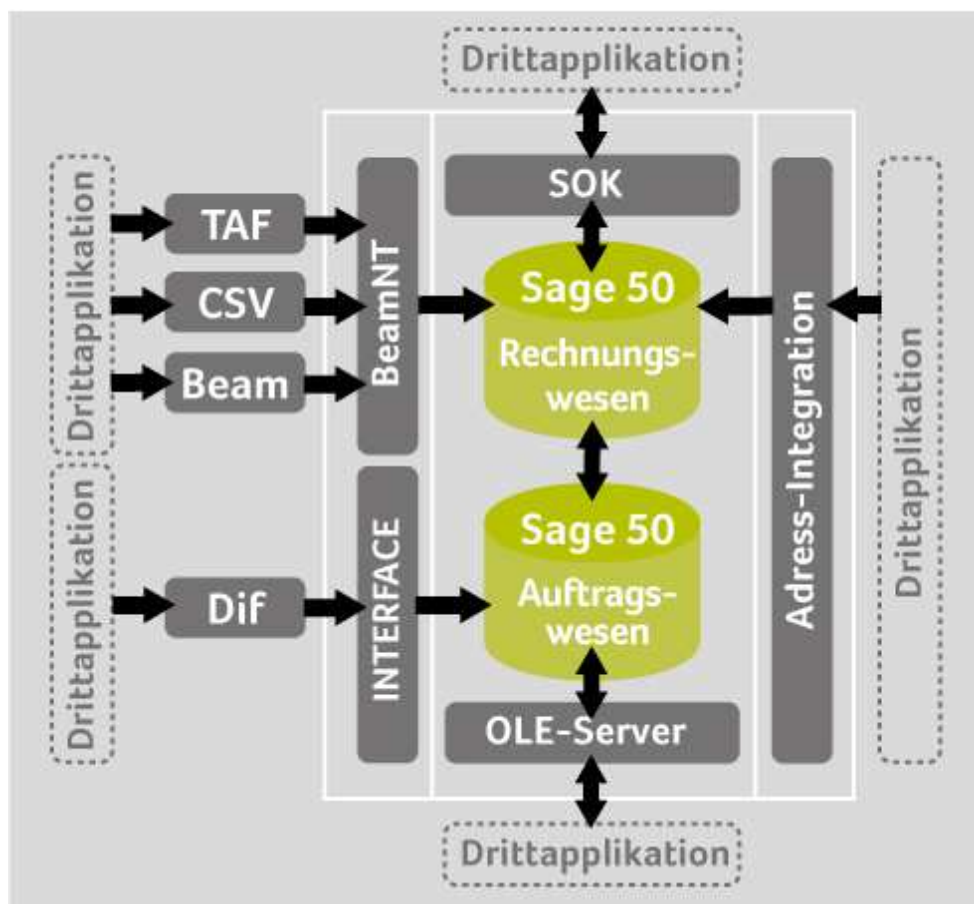 Drittapplikation
SOK
Drittapplikation
TAF
CSV
Beam
BeamNT
Sage 50
Rechnungs-
wesen
Adress-Integration
Drittapplikation
Drittapplikation
Dif
INTERFACE
Sage 50
Auftrags-
wesen
OLE-Server
Drittapplikation